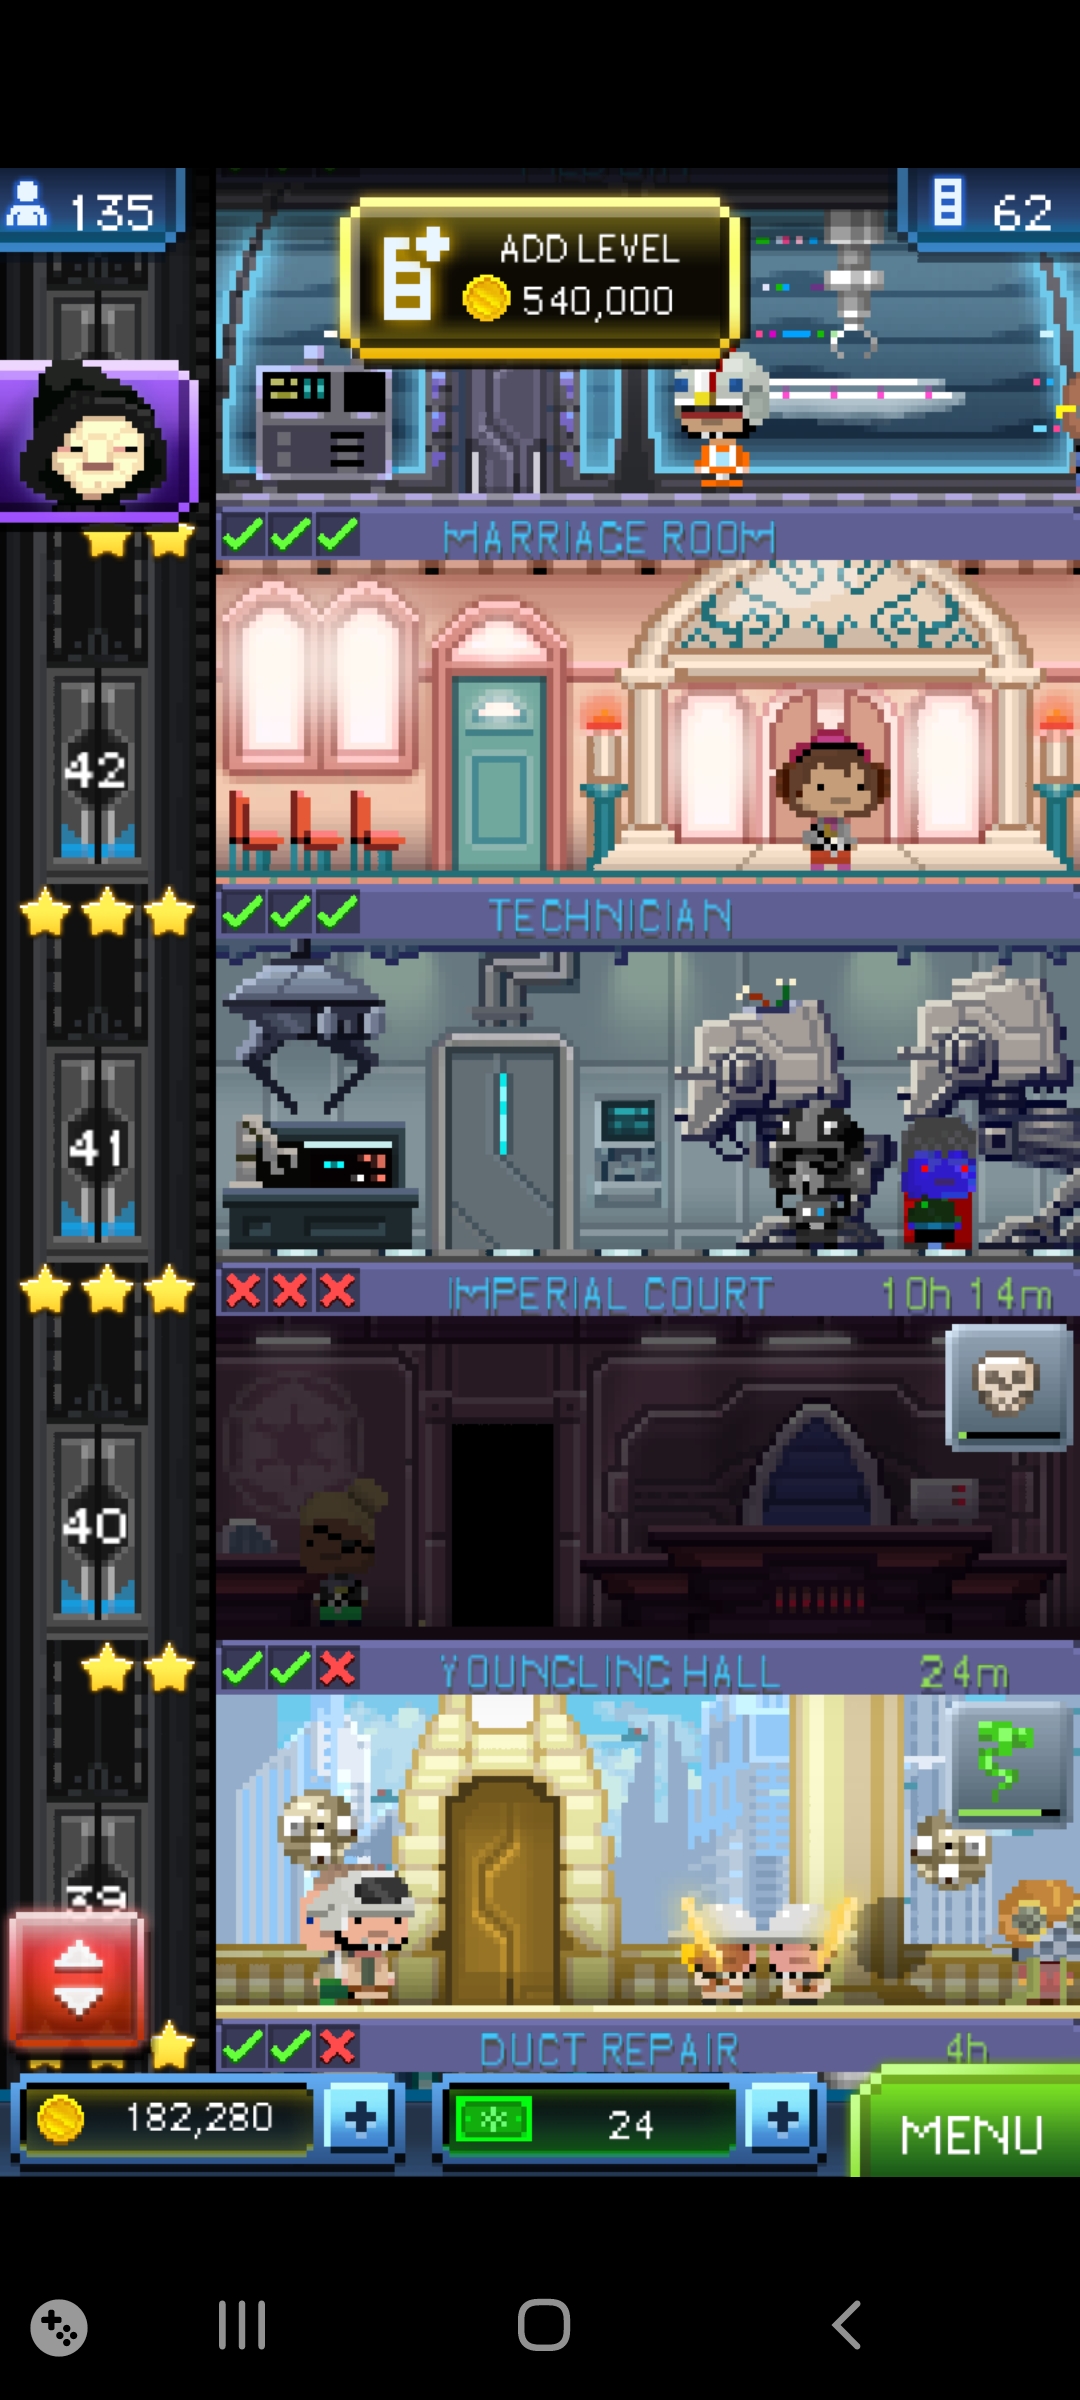 135
62
ADD LEVEL
540,000
MARRIAGE ROOM
42
TECHNICIAN
41
IMPERIAL COURT 10h 14m
40
YOUNGLING HALL 24m
39
DUCT REPAIR 4h
182,280
24
MENU